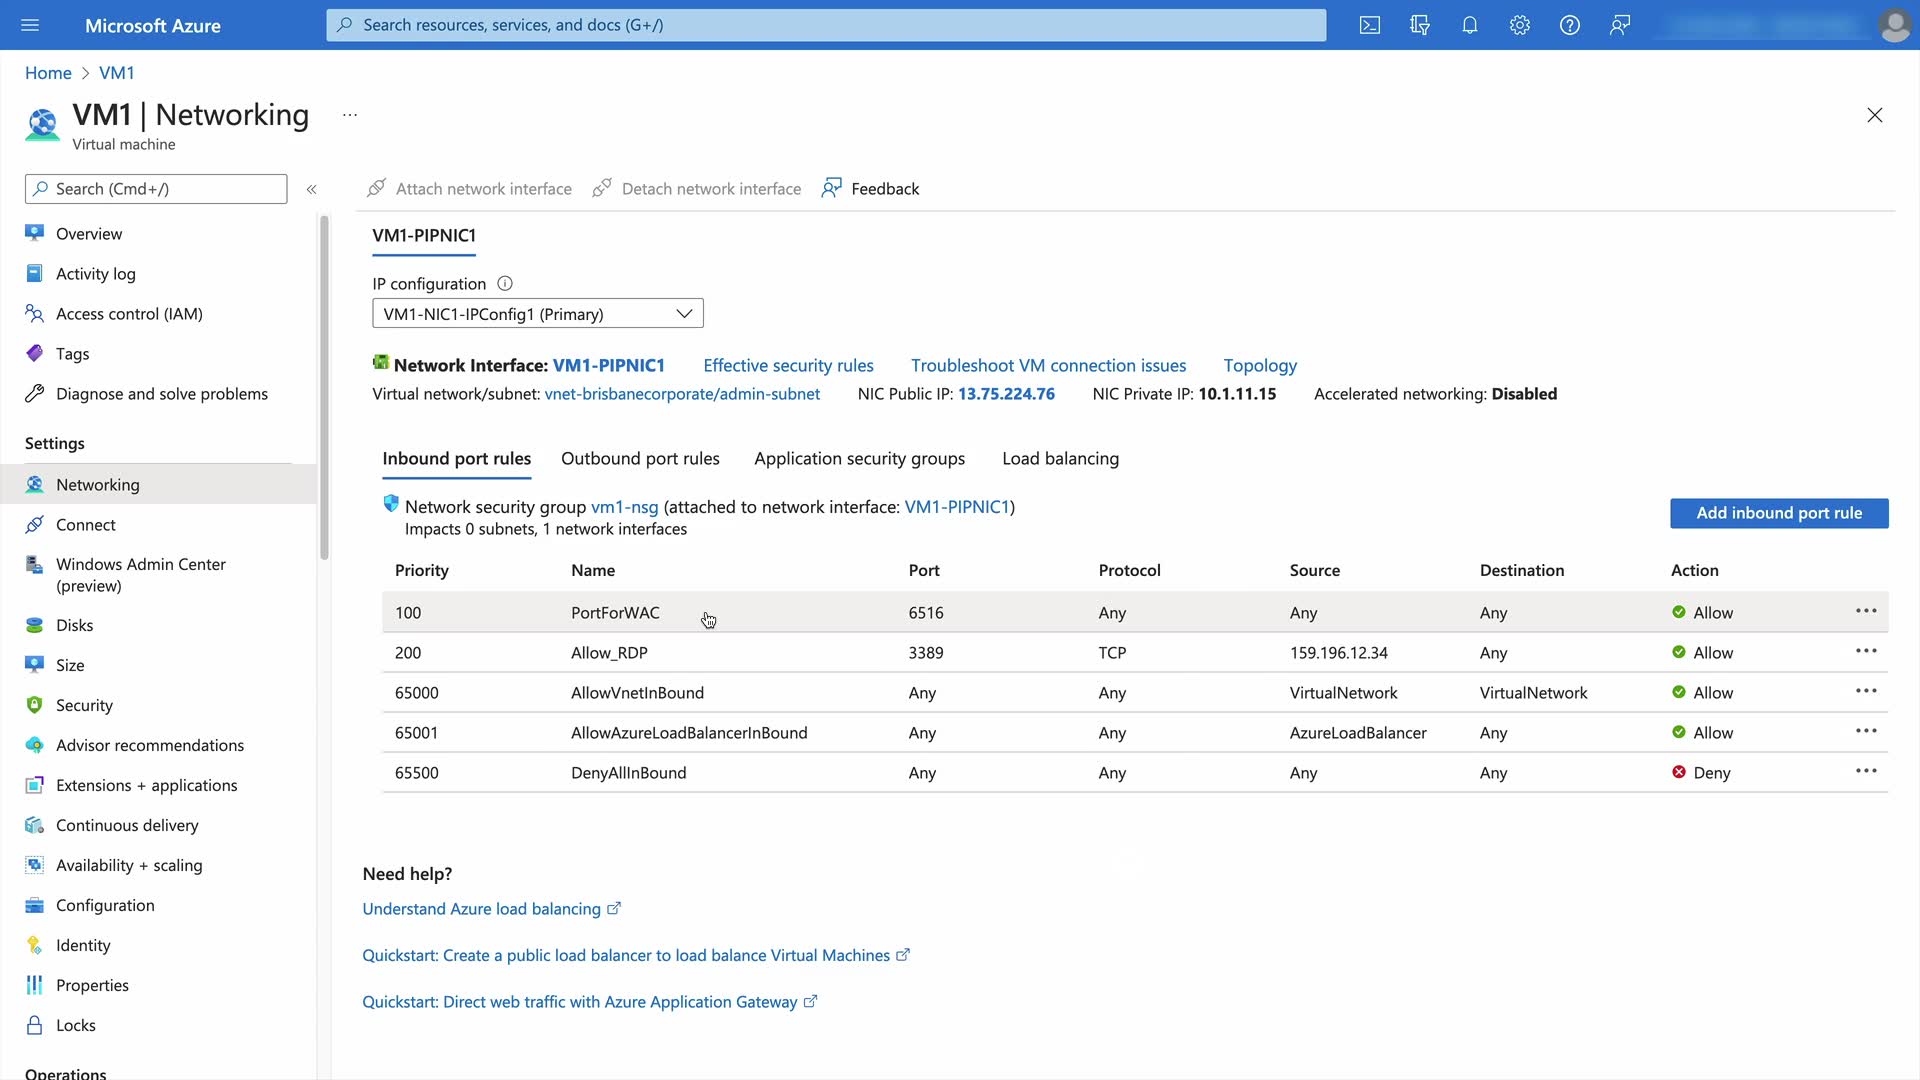 Microsoft Azure
Search resources, services, and docs (G+/)
Home > VM1
VM1 | Networking ...
Virtual machine
Search (Cmd+/) «
Overview
Activity log
Access control (IAM)
Tags
Diagnose and solve problems
Settings
Networking
Connect
Windows Admin Center
(preview)
Disks
Size
Security
Advisor recommendations
Extensions + applications
Continuous delivery
Availability + scaling
Configuration
Identity
Properties
Locks
Operations
Attach network interface Detach network interface Feedback
VM1-PIPNIC1
IP configuration
VM1-NIC1-IPConfig1 (Primary)
Network Interface: VM1-PIPNIC1 Effective security rules Troubleshoot VM connection issues Topology
Virtual network/subnet: vnet-brisbanecorporate/admin-subnet NIC Public IP: 13.75.224.76 NIC Private IP: 10.1.11.15 Accelerated networking: Disabled
Inbound port rules Outbound port rules Application security groups Load balancing
Network security group vm1-nsg (attached to network interface: VM1-PIPNIC1)
Impacts 0 subnets, 1 network interfaces
Add inbound port rule
Priority Name Port Protocol Source Destination Action
100 PortForWAC 6516 Any Any Any Allow ...
200 Allow_RDP 3389 TCP 159.196.12.34 Any Allow ...
65000 AllowVnetInBound Any Any VirtualNetwork VirtualNetwork Allow ...
65001 AllowAzureLoadBalancerInBound Any Any AzureLoadBalancer Any Allow ...
65500 DenyAllInBound Any Any Any Any Deny ...
Need help?
Understand Azure load balancing
Quickstart: Create a public load balancer to load balance Virtual Machines
Quickstart: Direct web traffic with Azure Application Gateway